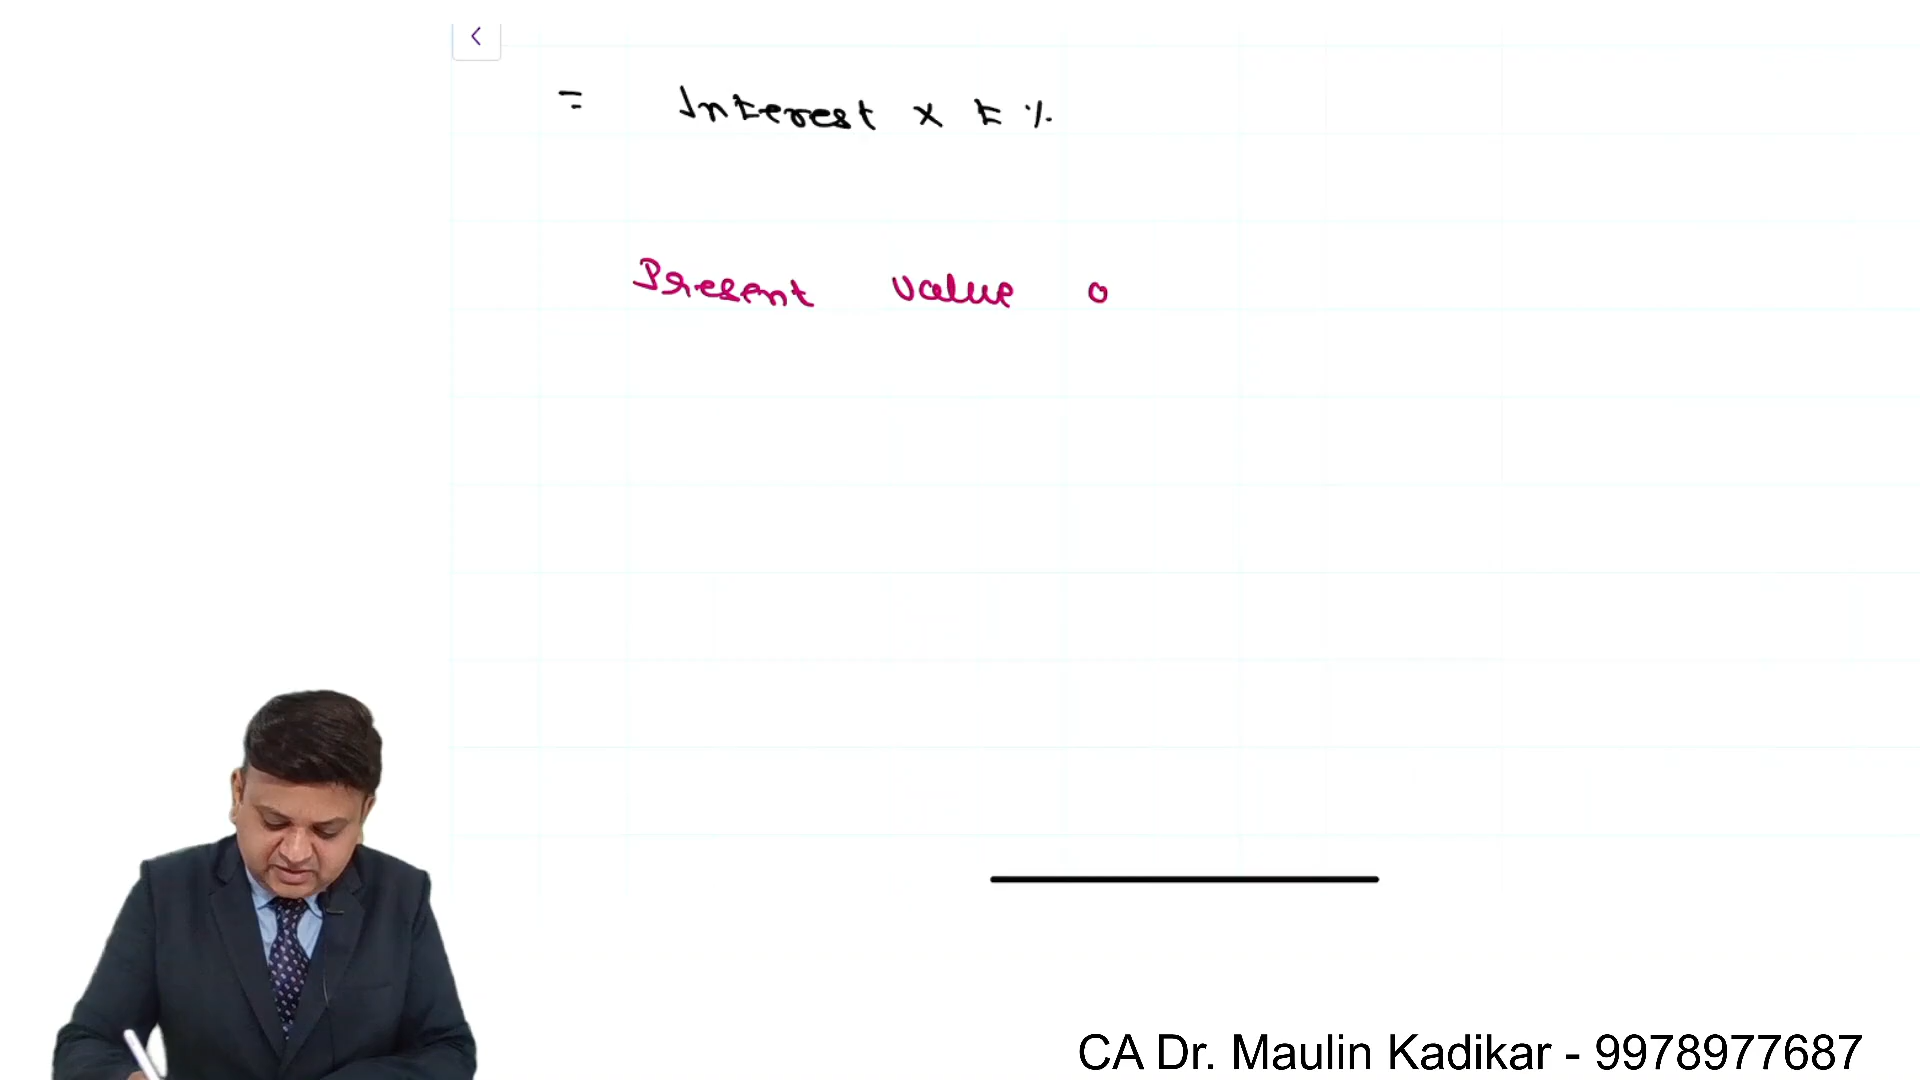 = Interest x t %
Present value o
CA Dr. Maulin Kadikar - 9978977687